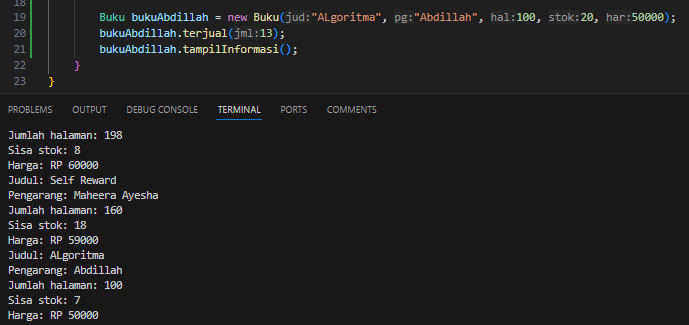 18
19 Buku bukuAbdillah = new Buku(jud:"ALgoritma", pg:"Abdillah", hal:100, stok:20, har:50000);
20 bukuAbdillah.terjual(jml:13);
21 bukuAbdillah.tampilInformasi();
22 }
23 }
PROBLEMS OUTPUT DEBUG CONSOLE TERMINAL PORTS COMMENTS
Jumlah halaman: 198
Sisa stok: 8
Harga: RP 60000
Judul: Self Reward
Pengarang: Maheera Ayesha
Jumlah halaman: 160
Sisa stok: 18
Harga: RP 59000
Judul: ALgoritma
Pengarang: Abdillah
Jumlah halaman: 100
Sisa stok: 7
Harga: RP 50000